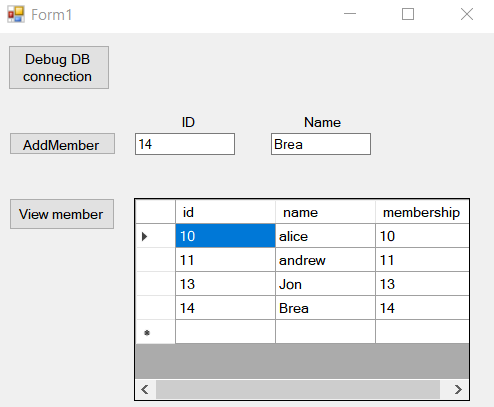 Form1
Debug DB
connection
ID Name
AddMember 14 Brea
View member
id name membership
10 alice 10
11 andrew 11
13 Jon 13
14 Brea 14